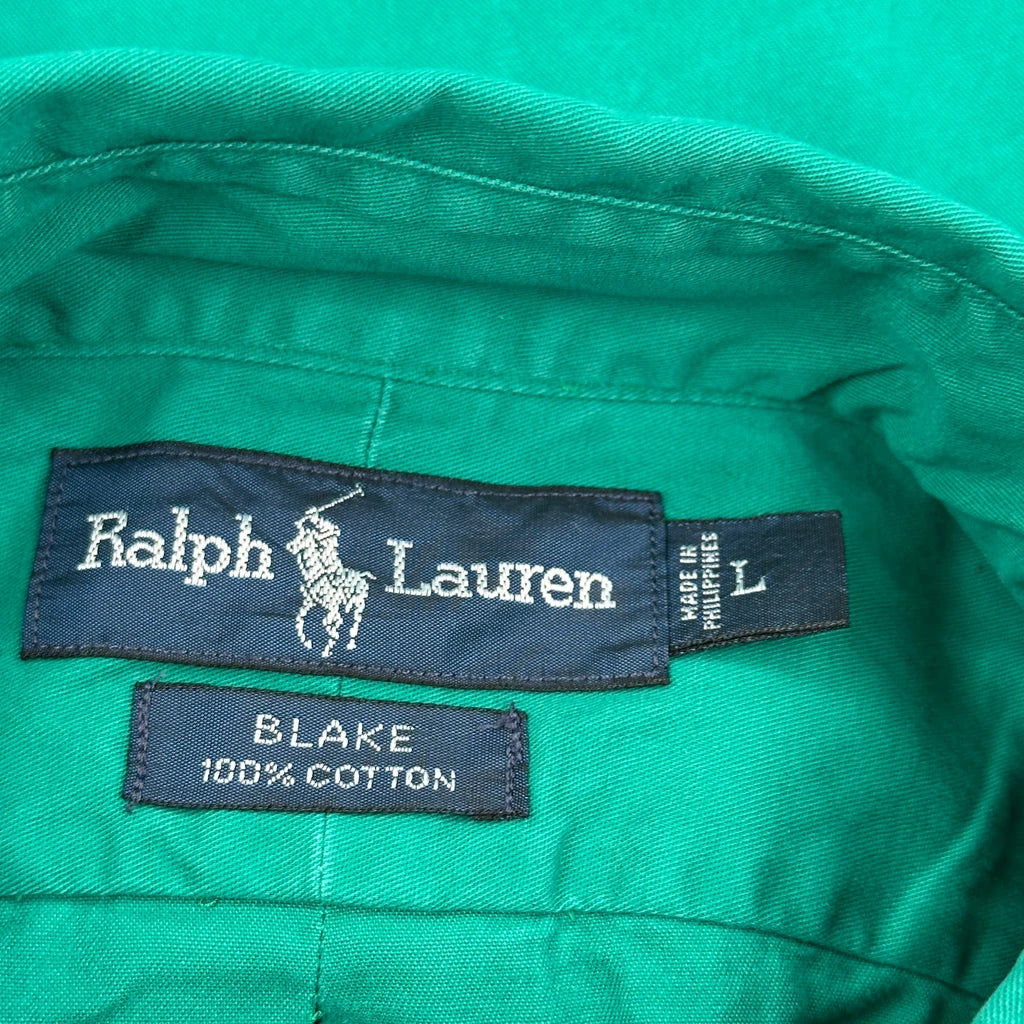 Ralph Lauren
MADE IN
PHILIPPINES
L
BLAKE
100% COTTON